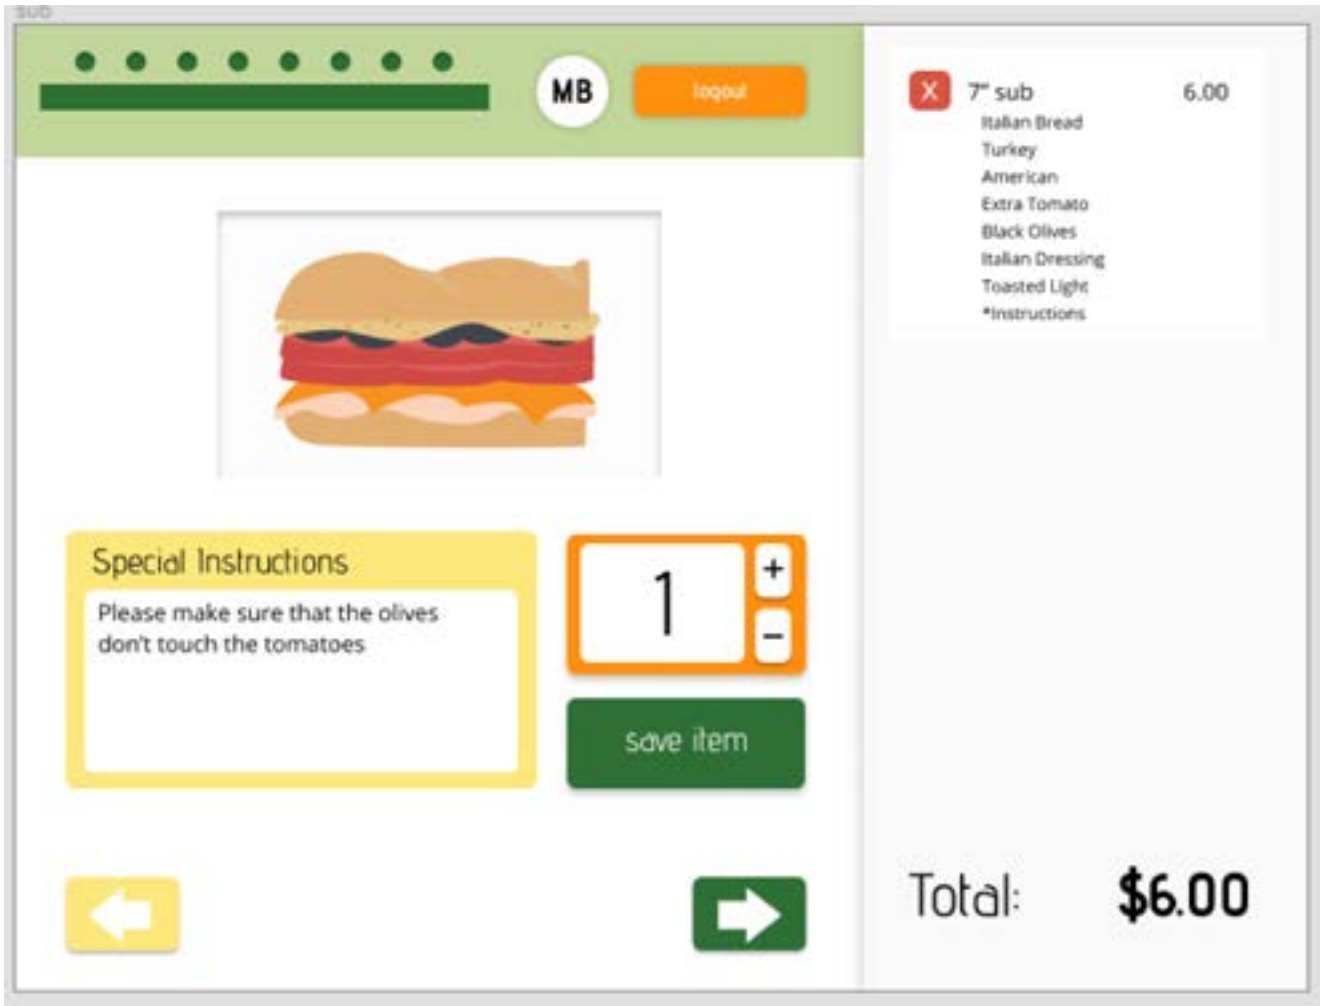 sub
MB
logout
X 7" sub 6.00
Italian Bread
Turkey
American
Extra Tomato
Black Olives
Italian Dressing
Toasted Light
*Instructions
Special Instructions
Please make sure that the olives
don't touch the tomatoes
1
+
−
save item
Total: $6.00